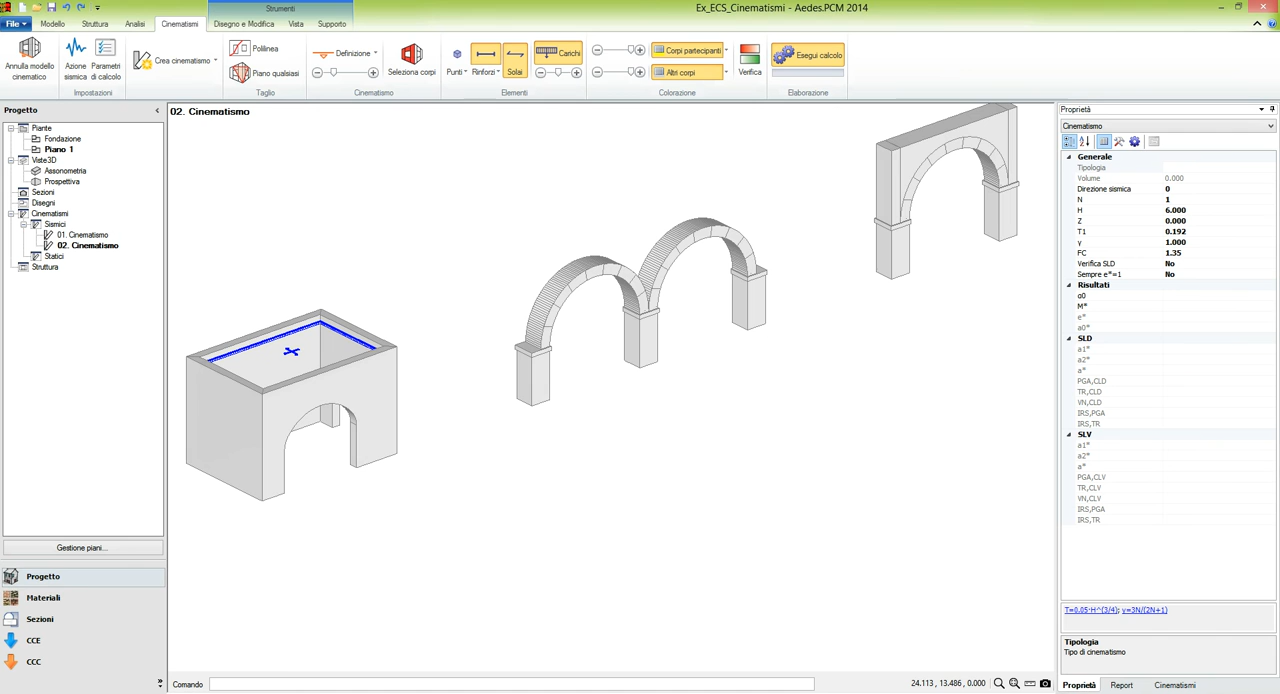 Strumenti
Ex_ECS_Cinematismi - Aedes.PCM 2014
File
Modello
Struttura
Analisi
Cinematismi
Disegno e Modifica
Vista
Supporto
Annulla modello cinematico
Azione sismica
Parametri di calcolo
Impostazioni
Crea cinematismo
Polilinea
Piano qualsiasi
Taglio
Definizione
Seleziona corpi
Cinematismo
Punti
Rinforzi
Solai
Carichi
Elementi
Corpi partecipanti
Altri corpi
Colorazione
Verifica
Esegui calcolo
Elaborazione
Progetto
Piante
Fondazione
Piano 1
Viste3D
Assonometria
Prospettiva
Sezioni
Disegni
Cinematismi
Sismici
01. Cinematismo
02. Cinematismo
Statici
Struttura
Gestione piani...
Progetto
Materiali
Sezioni
CCE
CCC
02. Cinematismo
Comando
24.113 , 13.486 , 0.000
Proprietà
Cinematismo
Generale
Tipologia
Volume 0.000
Direzione sismica 0
N 1
H 6.000
Z 0.000
T1 0.192
γ 1.000
FC 1.35
Verifica SLD No
Sempre e*=1 No
Risultati
α0
M*
e*
a0*
SLD
a1*
a2*
a*
PGA,CLD
TR,CLD
VN,CLD
IRS,PGA
IRS,TR
SLV
a1*
a2*
a*
PGA,CLV
TR,CLV
VN,CLV
IRS,PGA
IRS,TR
T=0.05·H^(3/4); γ=3N/(2N+1)
Tipologia
Tipo di cinematismo
Proprietà
Report
Cinematismi